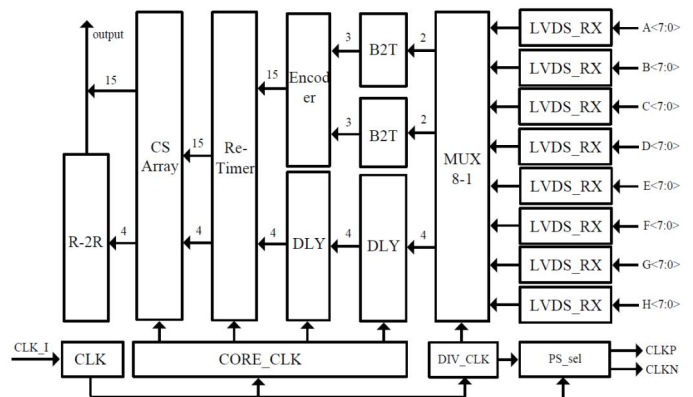 output
15
CS
Array
15
Re-
Timer
15
Encod
er
3
B2T
2
3
B2T
2
MUX
8-1
LVDS_RX
A<7:0>
LVDS_RX
B<7:0>
LVDS_RX
C<7:0>
LVDS_RX
D<7:0>
LVDS_RX
E<7:0>
LVDS_RX
F<7:0>
LVDS_RX
G<7:0>
LVDS_RX
H<7:0>
R-2R
4
4
4
DLY
4
DLY
4
CLK_I
CLK
CORE_CLK
DIV_CLK
PS_sel
CLKP
CLKN